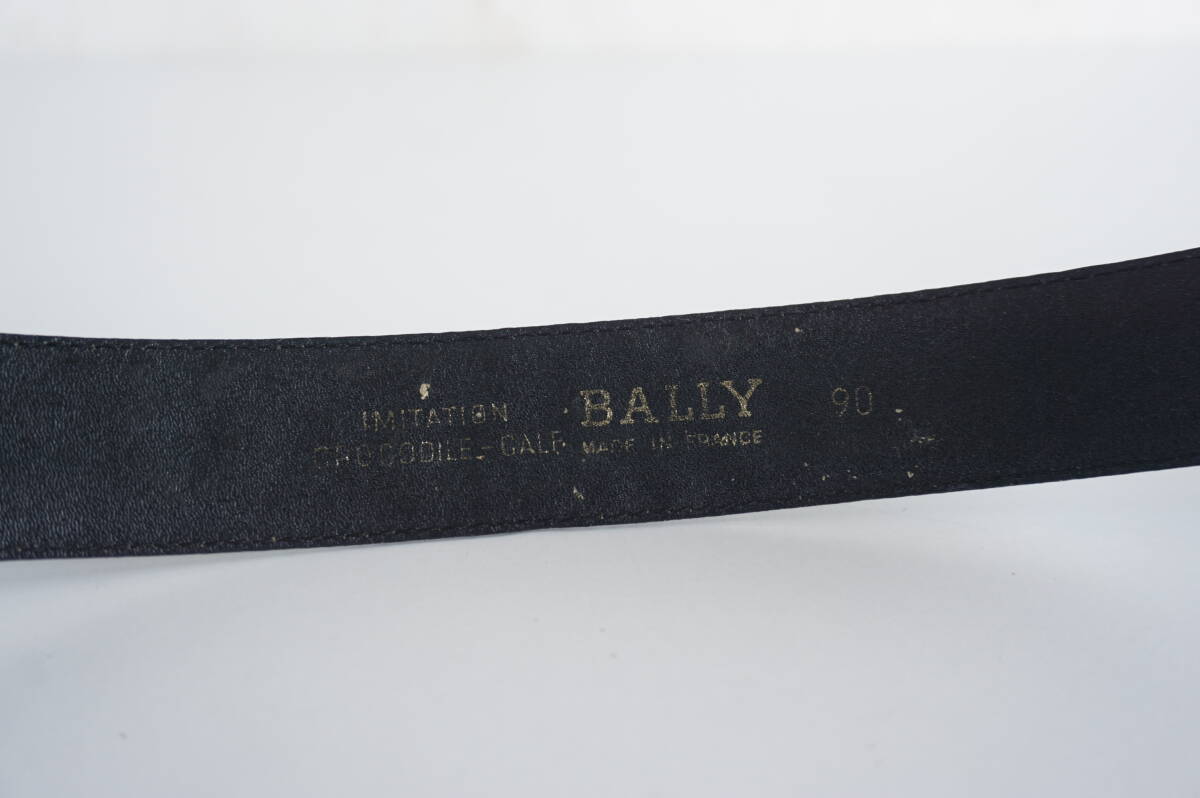 IMITATION
CROCODILE-CALF
BALLY
MADE IN FRANCE
90